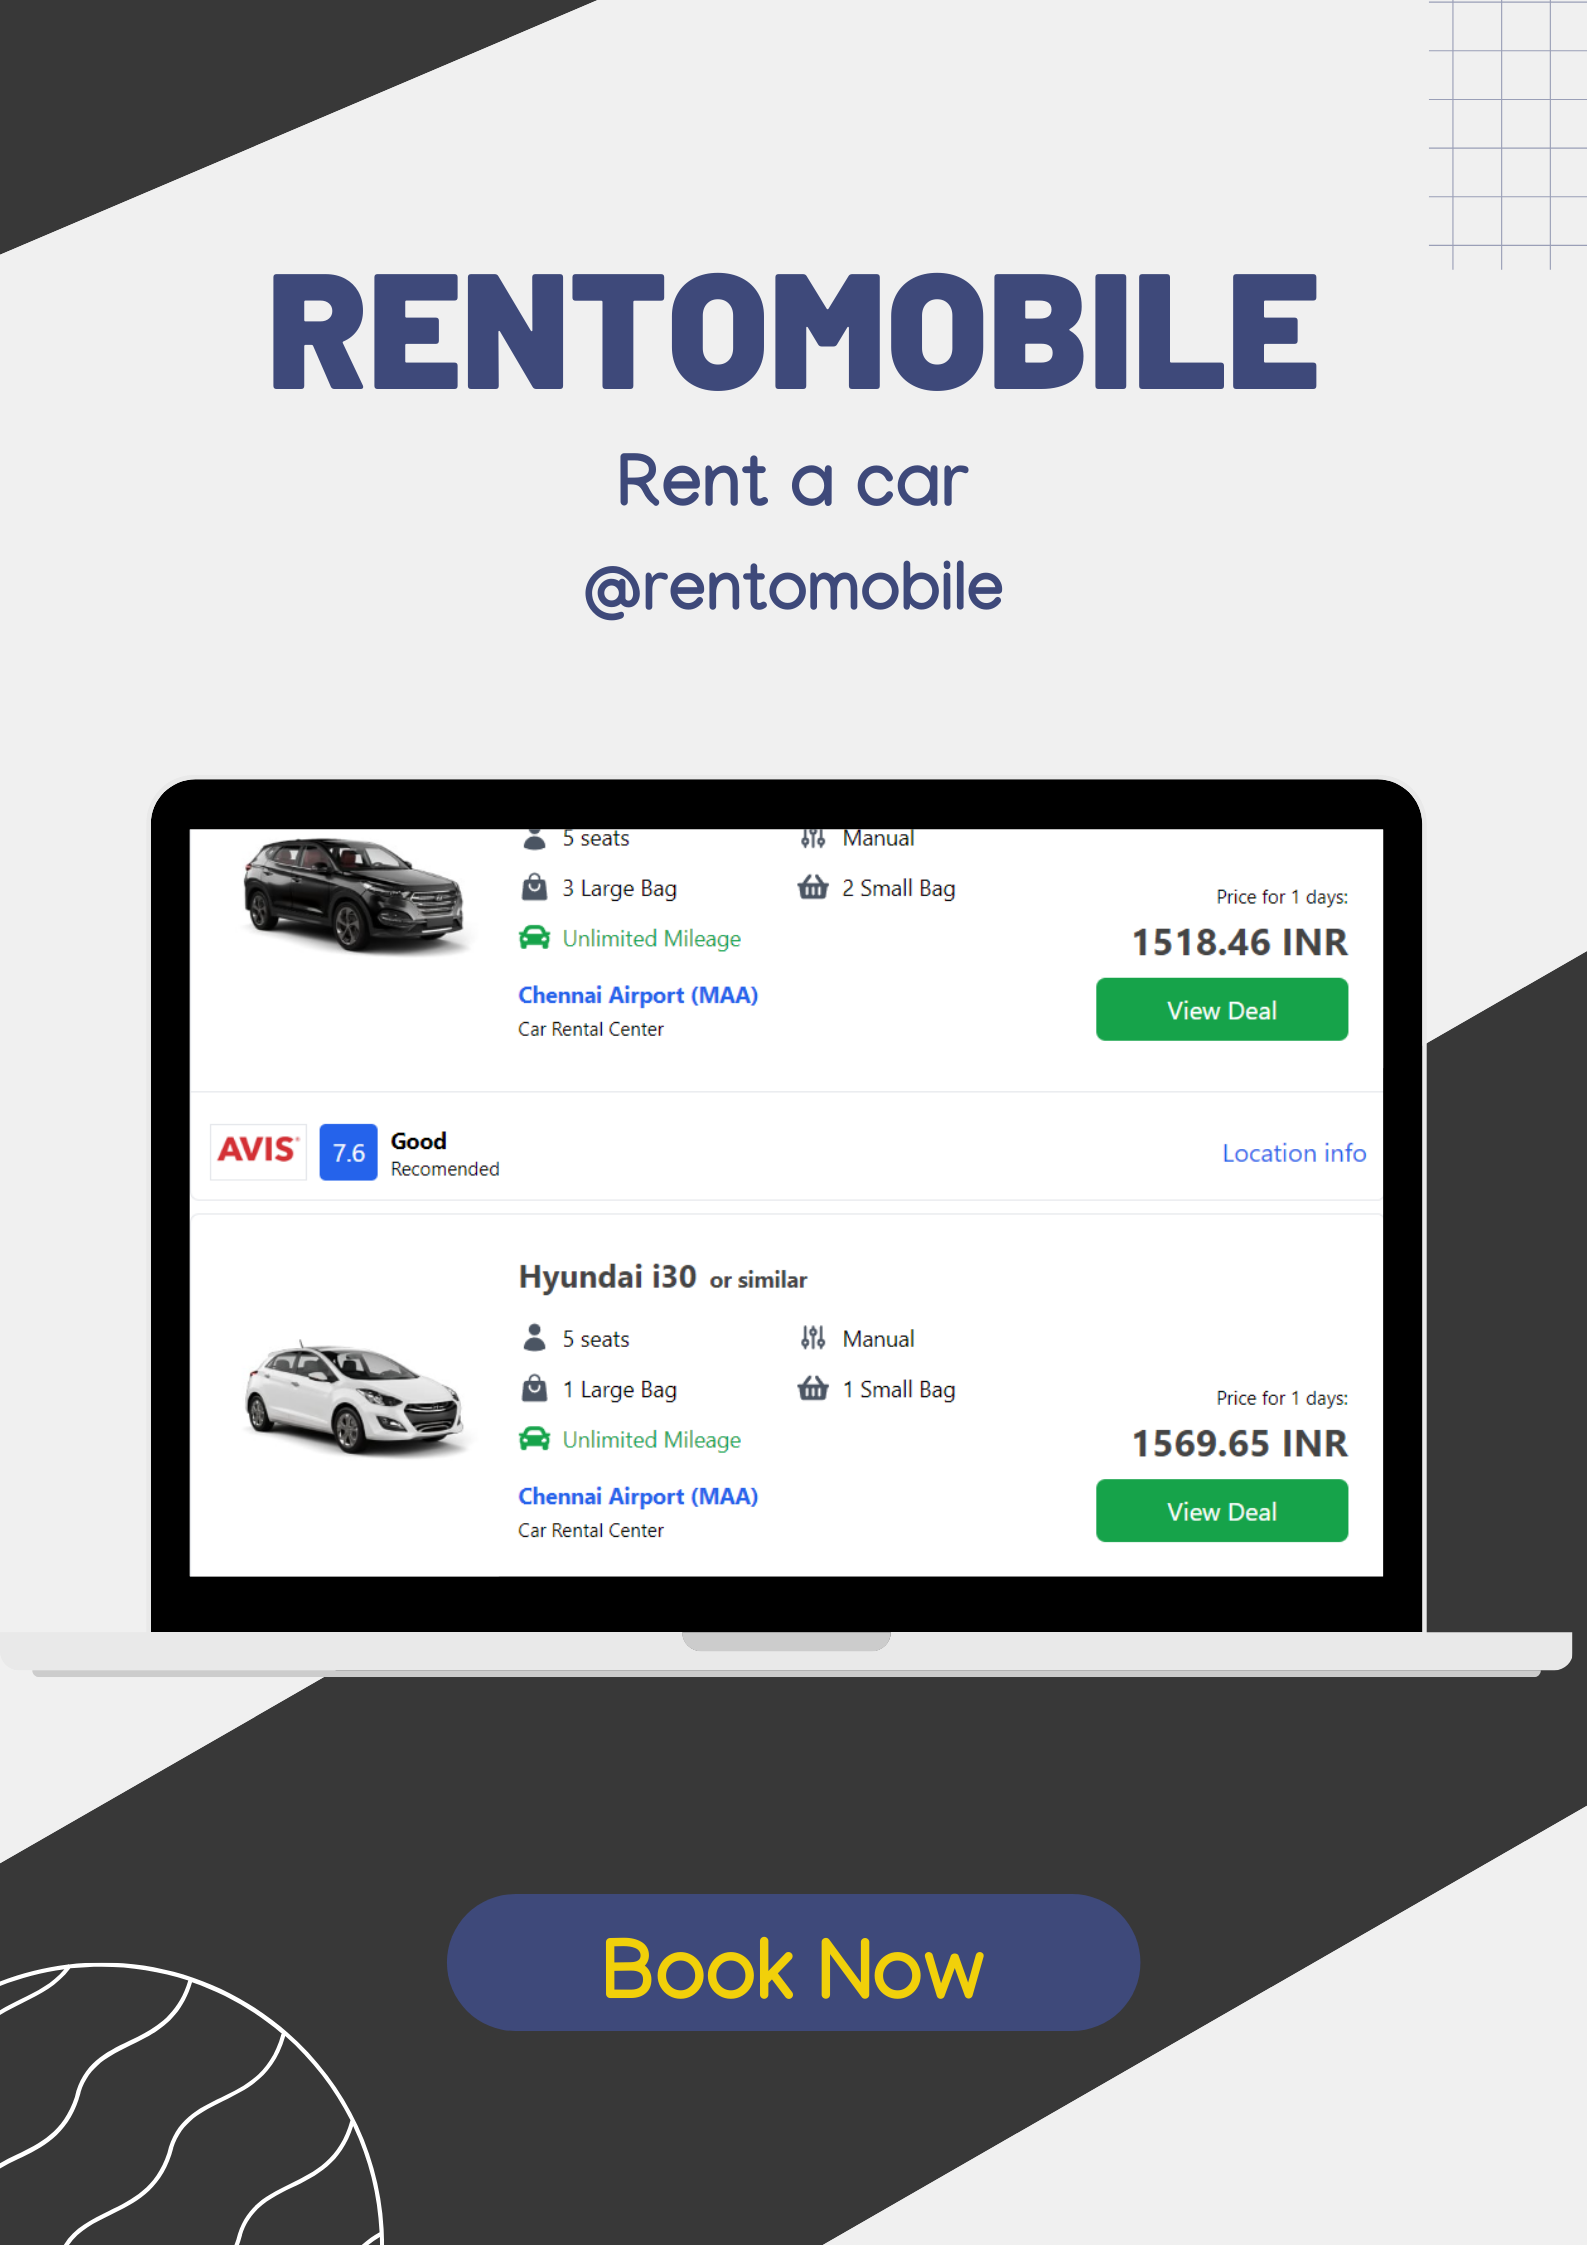 RENTOMOBILE
Rent a car
@rentomobile
5 seats
Manual
3 Large Bag
2 Small Bag
Unlimited Mileage
Price for 1 days:
1518.46 INR
Chennai Airport (MAA)
Car Rental Center
View Deal
AVIS
7.6
Good
Recomended
Location info
Hyundai i30 or similar
5 seats
Manual
1 Large Bag
1 Small Bag
Unlimited Mileage
Price for 1 days:
1569.65 INR
Chennai Airport (MAA)
Car Rental Center
View Deal
Book Now